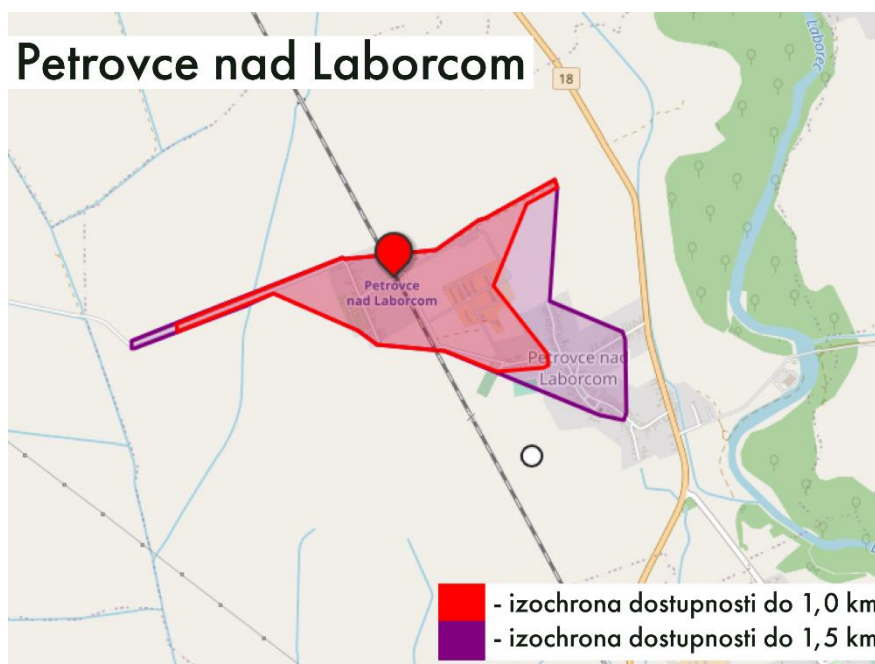 Petrovce nad Laborcom
Laborec
18
Petrovce
nad Laborcom
Petrovce nad
Laborcom
- izochrona dostupnosti do 1,0 km
- izochrona dostupnosti do 1,5 km